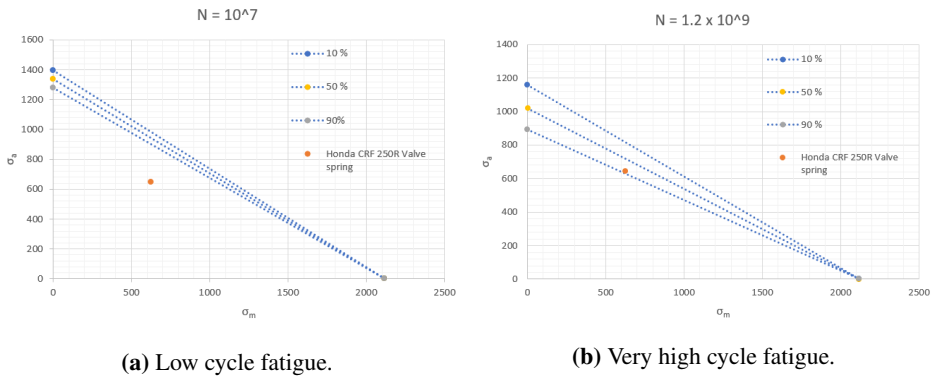 N = 10^7
1600
1400
1200
1000
800
600
400
200
0
σa
0 500 1000 1500 2000 2500
σm
10 %
50 %
90%
Honda CRF 250R Valve
spring
(a) Low cycle fatigue.
N = 1.2 x 10^9
1400
1200
1000
800
600
400
200
0
σa
0 500 1000 1500 2000 2500
σm
10 %
50 %
90 %
Honda CRF 250R Valve
spring
(b) Very high cycle fatigue.